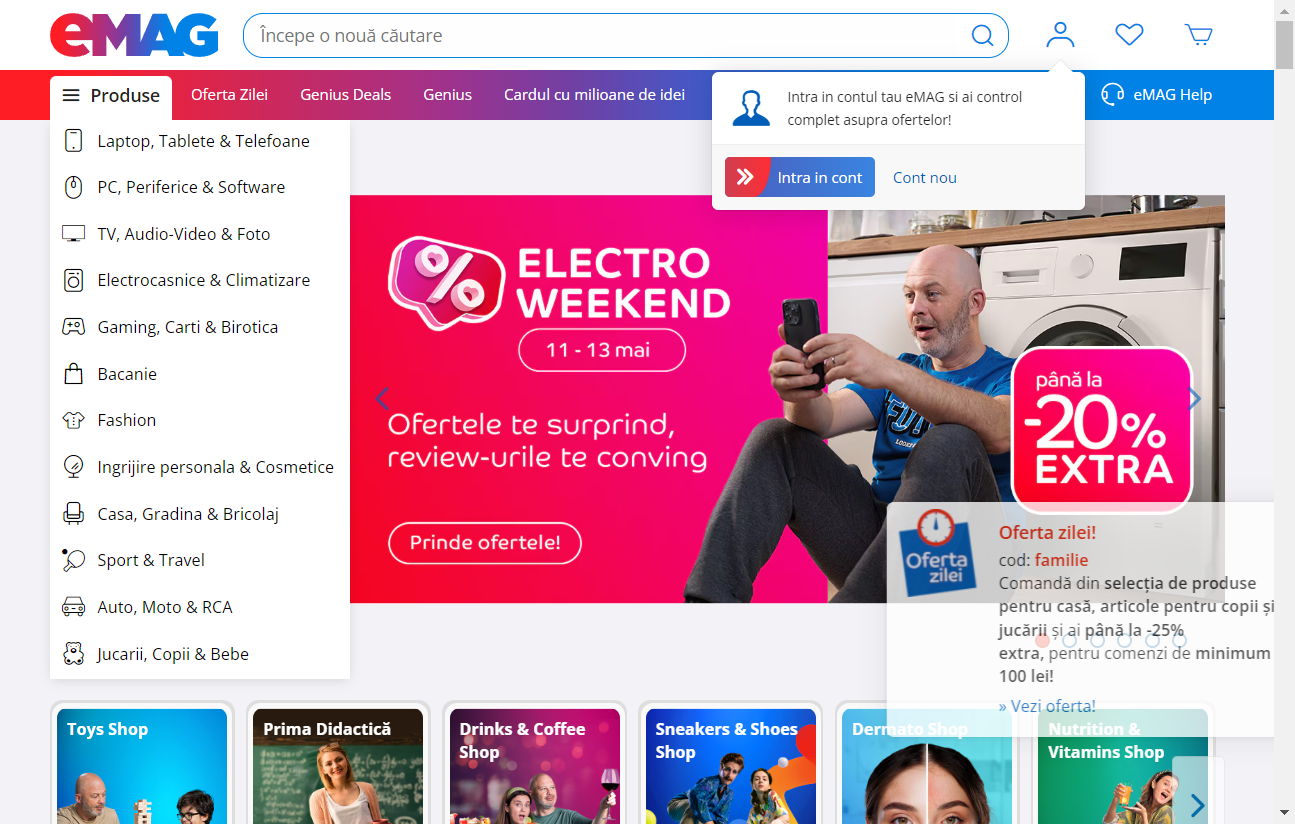 eMAG
Începe o nouă căutare
Produse
Oferta Zilei
Genius Deals
Genius
Cardul cu milioane de idei
eMAG Help
Intra in contul tau eMAG si ai control
complet asupra ofertelor!
Intra in cont
Cont nou
Laptop, Tablete & Telefoane
PC, Periferice & Software
TV, Audio-Video & Foto
Electrocasnice & Climatizare
Gaming, Carti & Birotica
Bacanie
Fashion
Ingrijire personala & Cosmetice
Casa, Gradina & Bricolaj
Sport & Travel
Auto, Moto & RCA
Jucarii, Copii & Bebe
%
ELECTRO
WEEKEND
11 - 13 mai
Ofertele te surprind,
review-urile te conving
Prinde ofertele!
până la
-20%
EXTRA
Oferta
zilei
Oferta zilei!
cod: familie
Comandă din selecția de produse
pentru casă, articole pentru copii și
jucării și ai până la -25%
extra, pentru comenzi de minimum
100 lei!
» Vezi oferta!
Toys Shop
Prima Didactică
Drinks & Coffee
Shop
Sneakers & Shoes
Shop
Dermato Shop
Nutrition &
Vitamins Shop